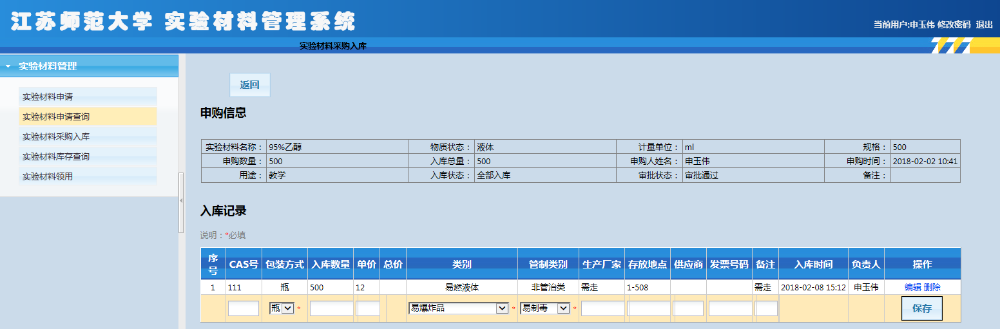 江苏师范大学 实验材料管理系统
当前用户:申玉伟 修改密码 退出
实验材料采购入库
实验材料管理
实验材料申请
实验材料申请查询
实验材料采购入库
实验材料库存查询
实验材料领用
返回
申购信息
实验材料名称： 95%乙醇 物质状态： 液体 计量单位： ml 规格： 500
申购数量： 500 入库总量： 500 申购人姓名： 申玉伟 申购时间： 2018-02-02 10:41
用途： 教学 入库状态： 全部入库 审批状态： 审批通过 备注：
入库记录
说明：*必填
序号 CAS号 包装方式 入库数量 单价 总价 类别 管制类别 生产厂家 存放地点 供应商 发票号码 备注 入库时间 负责人 操作
1 111 瓶 500 12 易燃液体 非管治类 需走 1-508 需走 2018-02-08 15:12 申玉伟 编辑 删除
瓶 * 易爆炸品 * 易制毒 * 保存